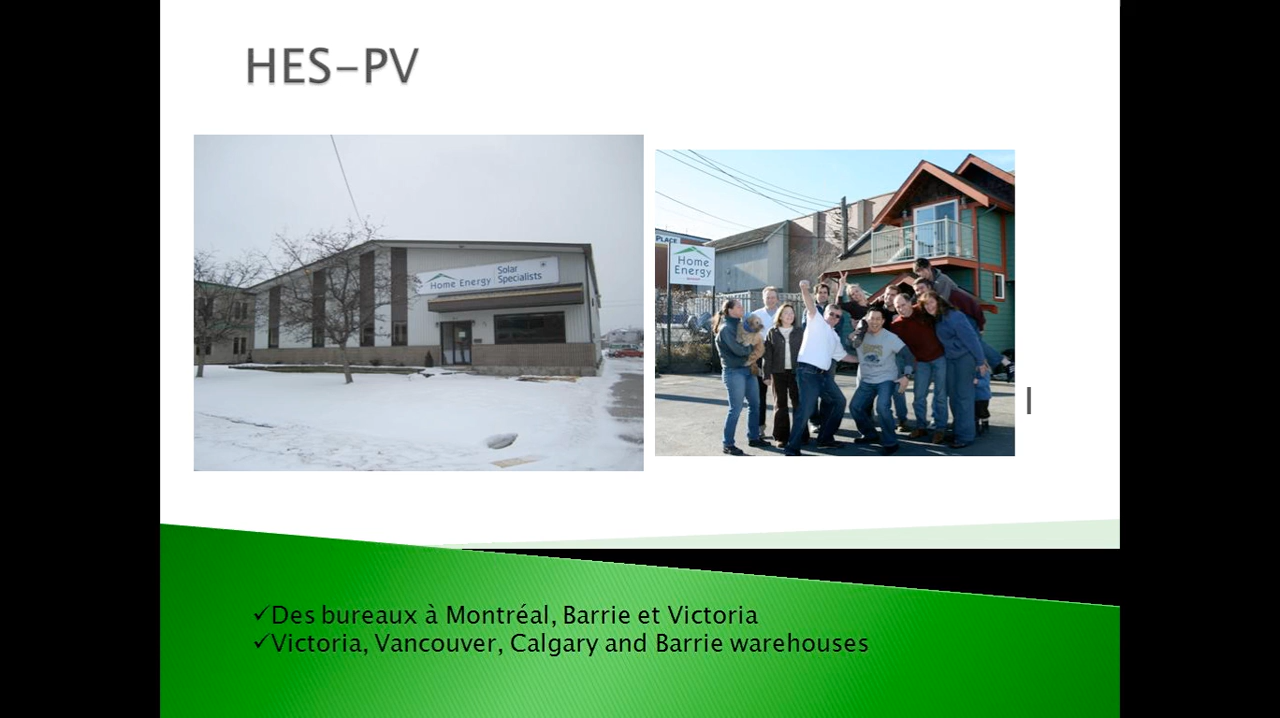 HES-PV
Home Energy
Solar
Specialists
PLACE
Home
Energy
l
✓Des bureaux à Montréal, Barrie et Victoria
✓Victoria, Vancouver, Calgary and Barrie warehouses